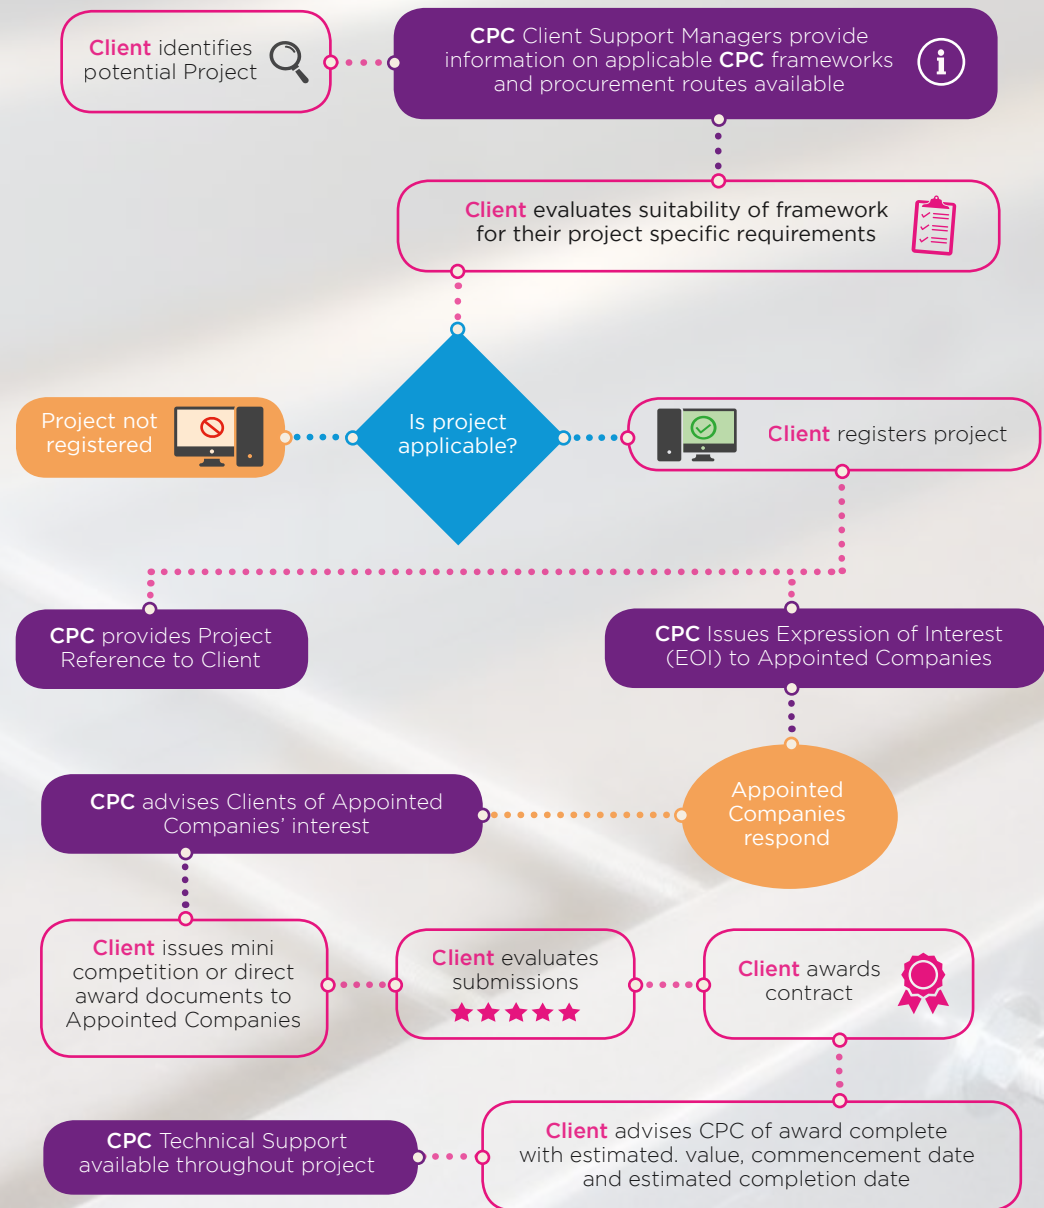 Client identifies
potential Project
CPC Client Support Managers provide
information on applicable CPC frameworks
and procurement routes available
Client evaluates suitability of framework
for their project specific requirements
Is project
applicable?
Project not
registered
Client registers project
CPC provides Project
Reference to Client
CPC Issues Expression of Interest
(EOI) to Appointed Companies
Appointed
Companies
respond
CPC advises Clients of Appointed
Companies’ interest
Client issues mini
competition or direct
award documents to
Appointed Companies
Client evaluates
submissions
Client awards
contract
Client advises CPC of award complete
with estimated. value, commencement date
and estimated completion date
CPC Technical Support
available throughout project